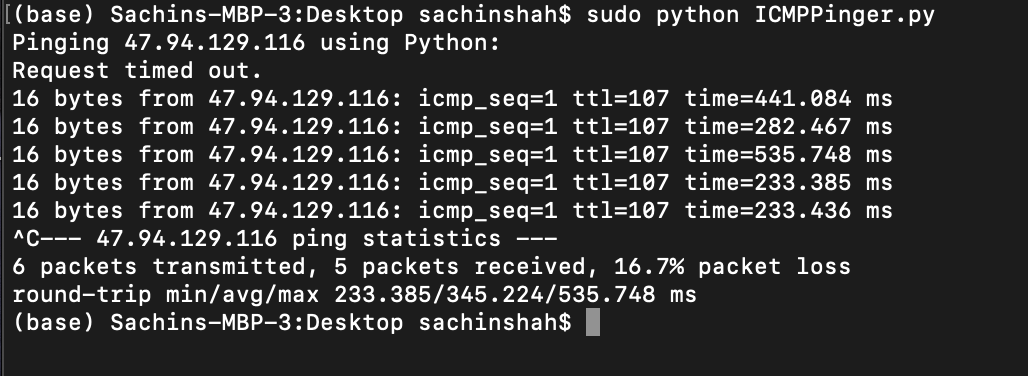 [(base) Sachins-MBP-3:Desktop sachinshah$ sudo python ICMPPinger.py
Pinging 47.94.129.116 using Python:
Request timed out.
16 bytes from 47.94.129.116: icmp_seq=1 ttl=107 time=441.084 ms
16 bytes from 47.94.129.116: icmp_seq=1 ttl=107 time=282.467 ms
16 bytes from 47.94.129.116: icmp_seq=1 ttl=107 time=535.748 ms
16 bytes from 47.94.129.116: icmp_seq=1 ttl=107 time=233.385 ms
16 bytes from 47.94.129.116: icmp_seq=1 ttl=107 time=233.436 ms
^C--- 47.94.129.116 ping statistics ---
6 packets transmitted, 5 packets received, 16.7% packet loss
round-trip min/avg/max 233.385/345.224/535.748 ms
(base) Sachins-MBP-3:Desktop sachinshah$